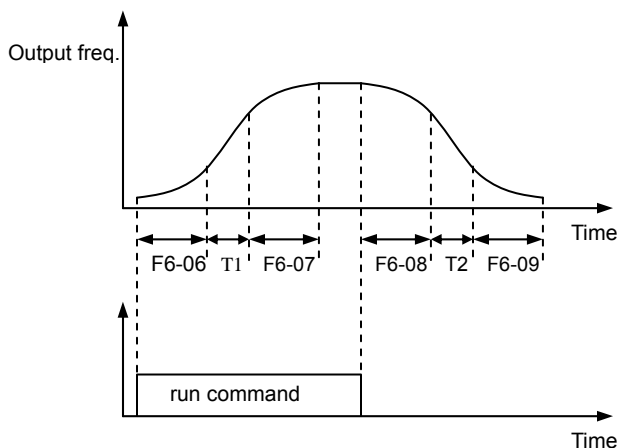 Output freq.
Time
F6-06 T1 F6-07 F6-08 T2 F6-09
run command
Time